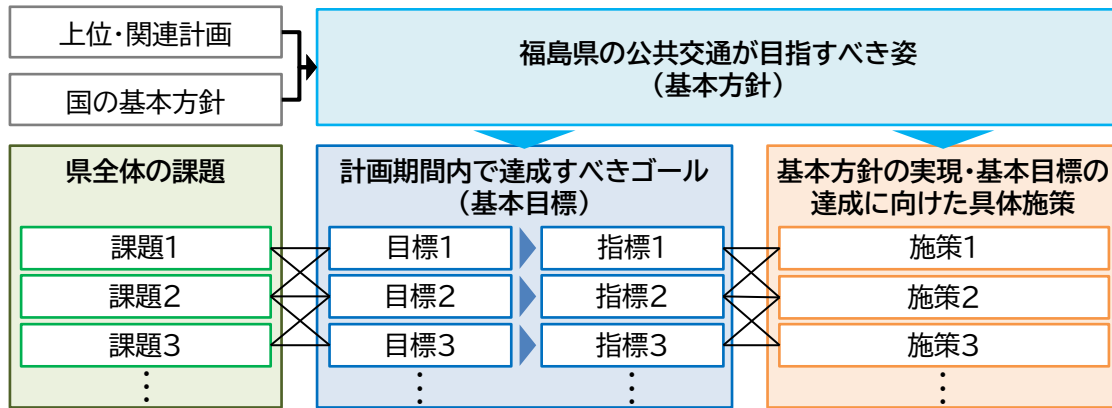 上位・関連計画
国の基本方針
福島県の公共交通が目指すべき姿
（基本方針）
県全体の課題
課題1
課題2
課題3
⋮
計画期間内で達成すべきゴール
（基本目標）
目標1
指標1
目標2
指標2
目標3
指標3
⋮
⋮
基本方針の実現・基本目標の
達成に向けた具体施策
施策1
施策2
施策3
⋮